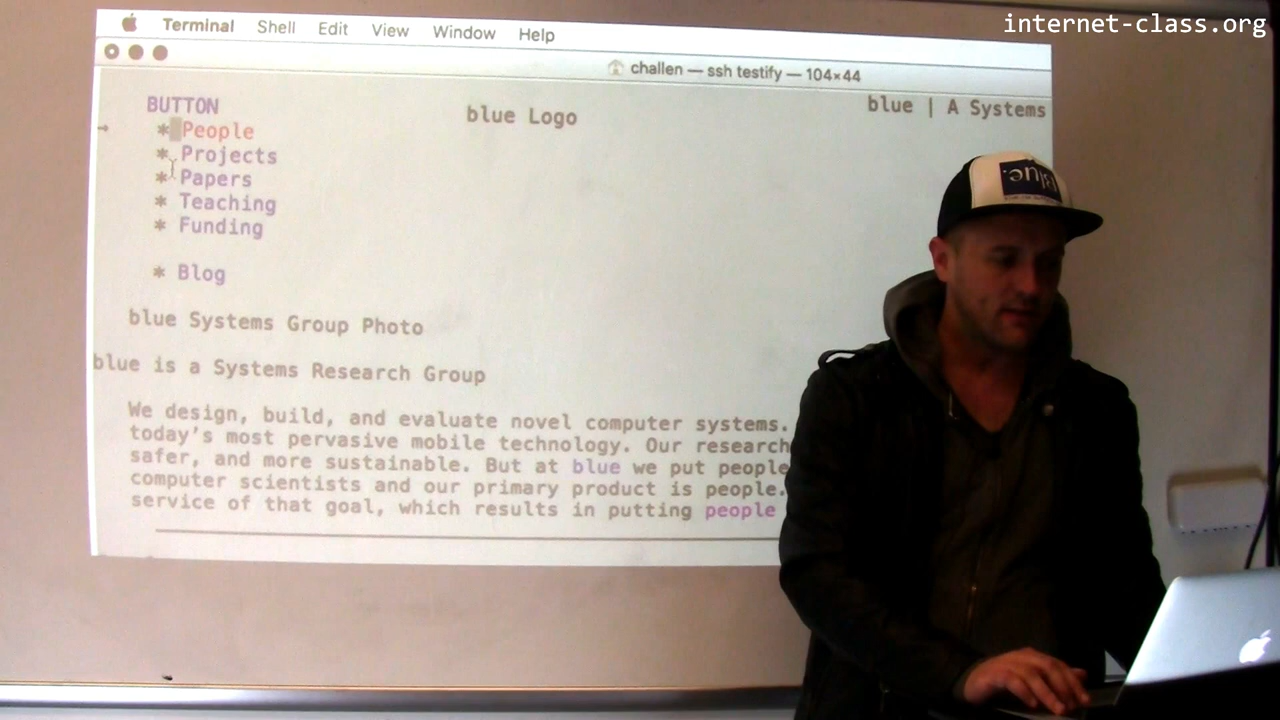 internet-class.org
Terminal Shell Edit View Window Help
challen — ssh testify — 104×44
BUTTON
blue Logo
blue | A Systems
→ * People
* Projects
* Papers
* Teaching
* Funding
* Blog
blue Systems Group Photo
blue is a Systems Research Group
We design, build, and evaluate novel computer systems.
today's most pervasive mobile technology. Our research
safer, and more sustainable. But at blue we put people
computer scientists and our primary product is people.
service of that goal, which results in putting people
Blue.